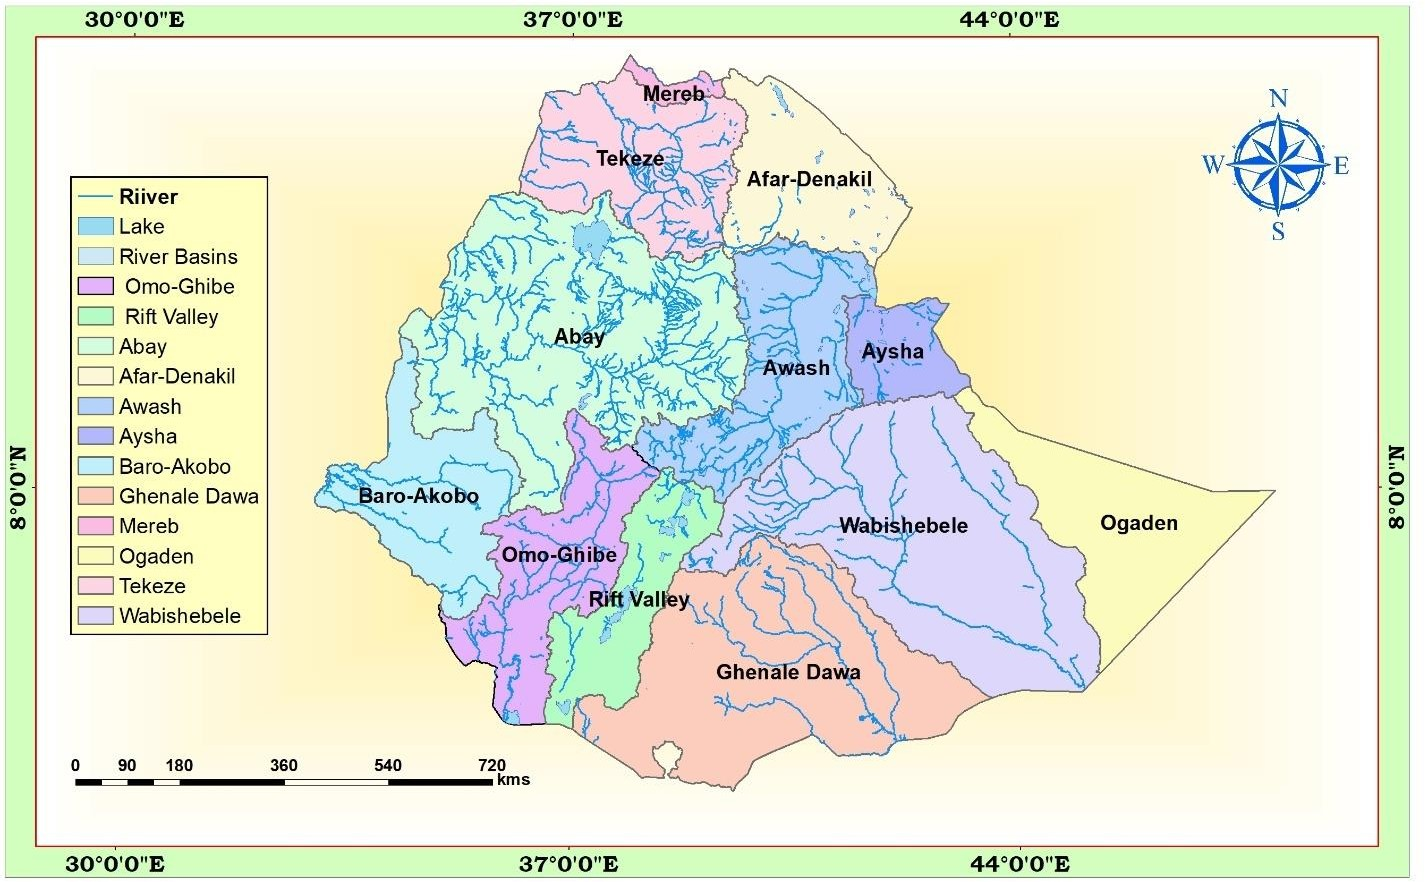 30°0'0"E 37°0'0"E 44°0'0"E
N
W E
S
Mereb
Tekeze
Afar-Denakil
Abay
Awash
Aysha
Baro-Akobo
Omo-Ghibe
Rift Valley
Wabishebele
Ogaden
Ghenale Dawa
Riiver
Lake
River Basins
Omo-Ghibe
Rift Valley
Abay
Afar-Denakil
Awash
Aysha
Baro-Akobo
Ghenale Dawa
Mereb
Ogaden
Tekeze
Wabishebele
8°0'0"N
8°0'0"N
0 90 180 360 540 720
kms
30°0'0"E 37°0'0"E 44°0'0"E